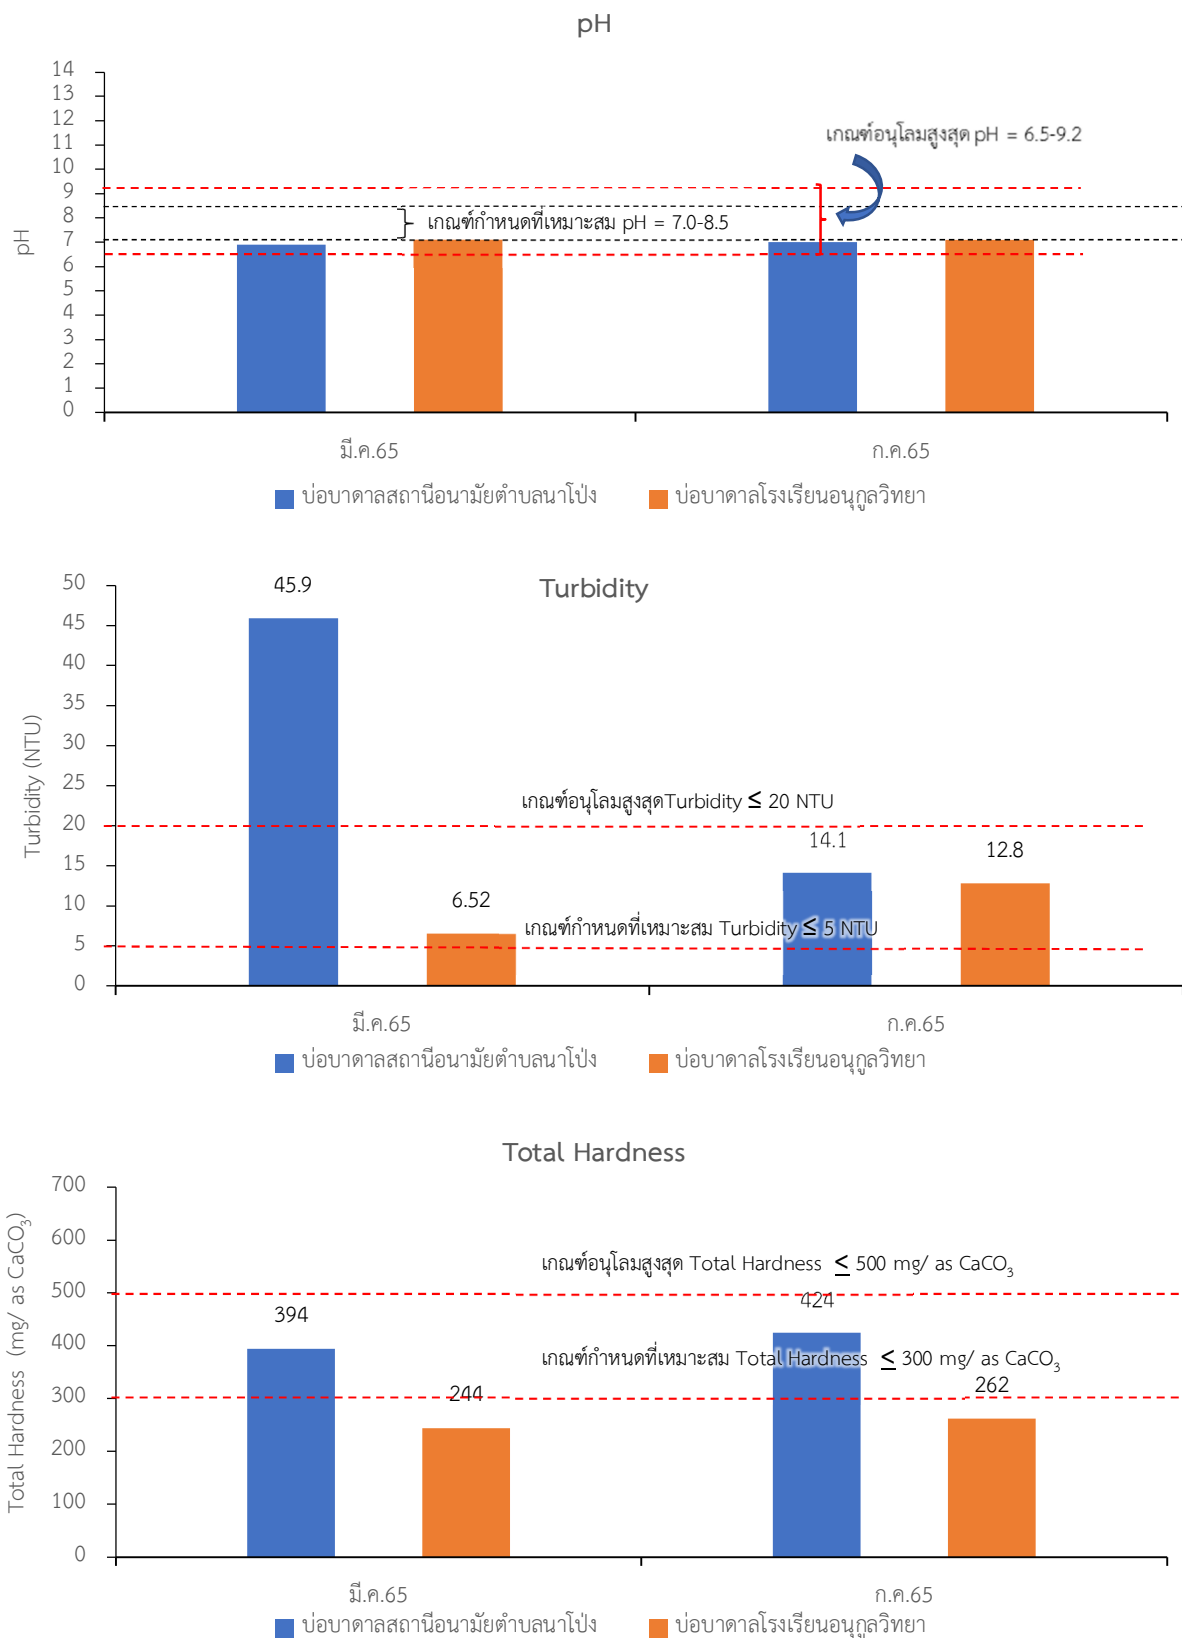 pH
14
13
12
11
10
9
8
7
6
5
4
3
2
1
0
pH
เกณฑ์อนุโลมสูงสุด pH = 6.5-9.2
เกณฑ์กำหนดที่เหมาะสม pH = 7.0-8.5
มี.ค.65 ก.ค.65
บ่อบาดาลสถานีอนามัยตำบลนาโป่ง บ่อบาดาลโรงเรียนอนุกูลวิทยา
Turbidity
50
45
40
35
30
25
20
15
10
5
0
Turbidity (NTU)
45.9
เกณฑ์อนุโลมสูงสุดTurbidity ≤ 20 NTU
14.1
12.8
6.52
เกณฑ์กำหนดที่เหมาะสม Turbidity ≤ 5 NTU
มี.ค.65 ก.ค.65
บ่อบาดาลสถานีอนามัยตำบลนาโป่ง บ่อบาดาลโรงเรียนอนุกูลวิทยา
Total Hardness
700
600
500
400
300
200
100
0
Total Hardness (mg/ as CaCO₃)
เกณฑ์อนุโลมสูงสุด Total Hardness ≤ 500 mg/ as CaCO₃
394
424
เกณฑ์กำหนดที่เหมาะสม Total Hardness ≤ 300 mg/ as CaCO₃
244
262
มี.ค.65 ก.ค.65
บ่อบาดาลสถานีอนามัยตำบลนาโป่ง บ่อบาดาลโรงเรียนอนุกูลวิทยา